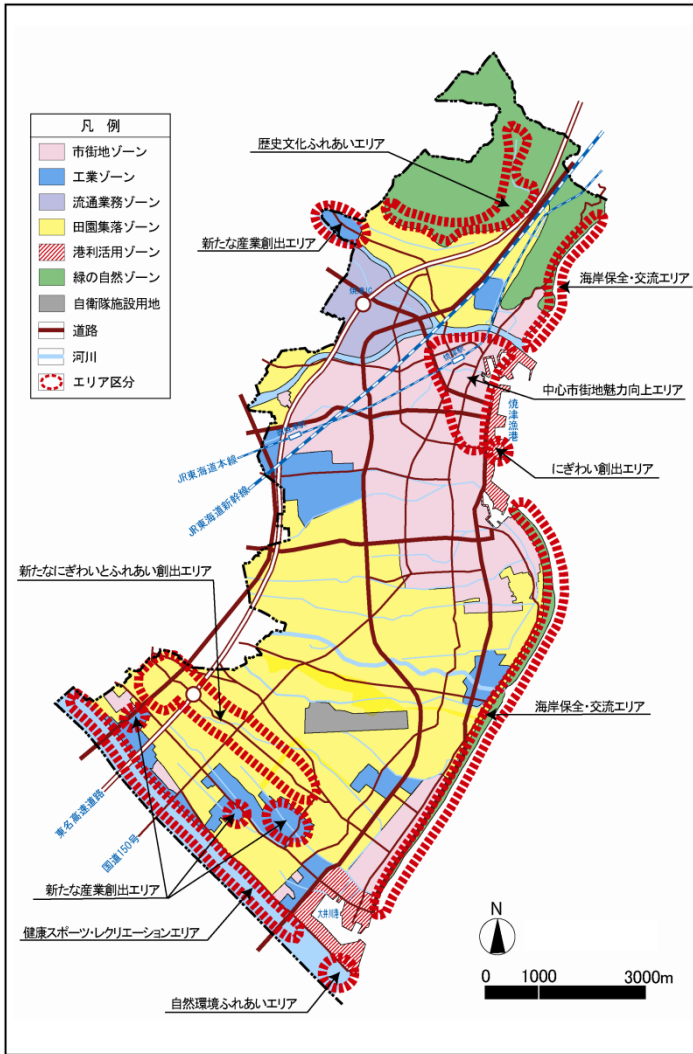 凡 例
市街地ゾーン
工業ゾーン
流通業務ゾーン
田園集落ゾーン
港利活用ゾーン
緑の自然ゾーン
自衛隊施設用地
道路
河川
エリア区分
歴史文化ふれあいエリア
新たな産業創出エリア
海岸保全・交流エリア
中心市街地魅力向上エリア
焼津漁港
にぎわい創出エリア
JR東海道本線
JR東海道新幹線
新たなにぎわいとふれあい創出エリア
海岸保全・交流エリア
東名高速道路
国道150号
新たな産業創出エリア
健康スポーツ・レクリエーションエリア
大井川港
自然環境ふれあいエリア
N
0 1000 3000m